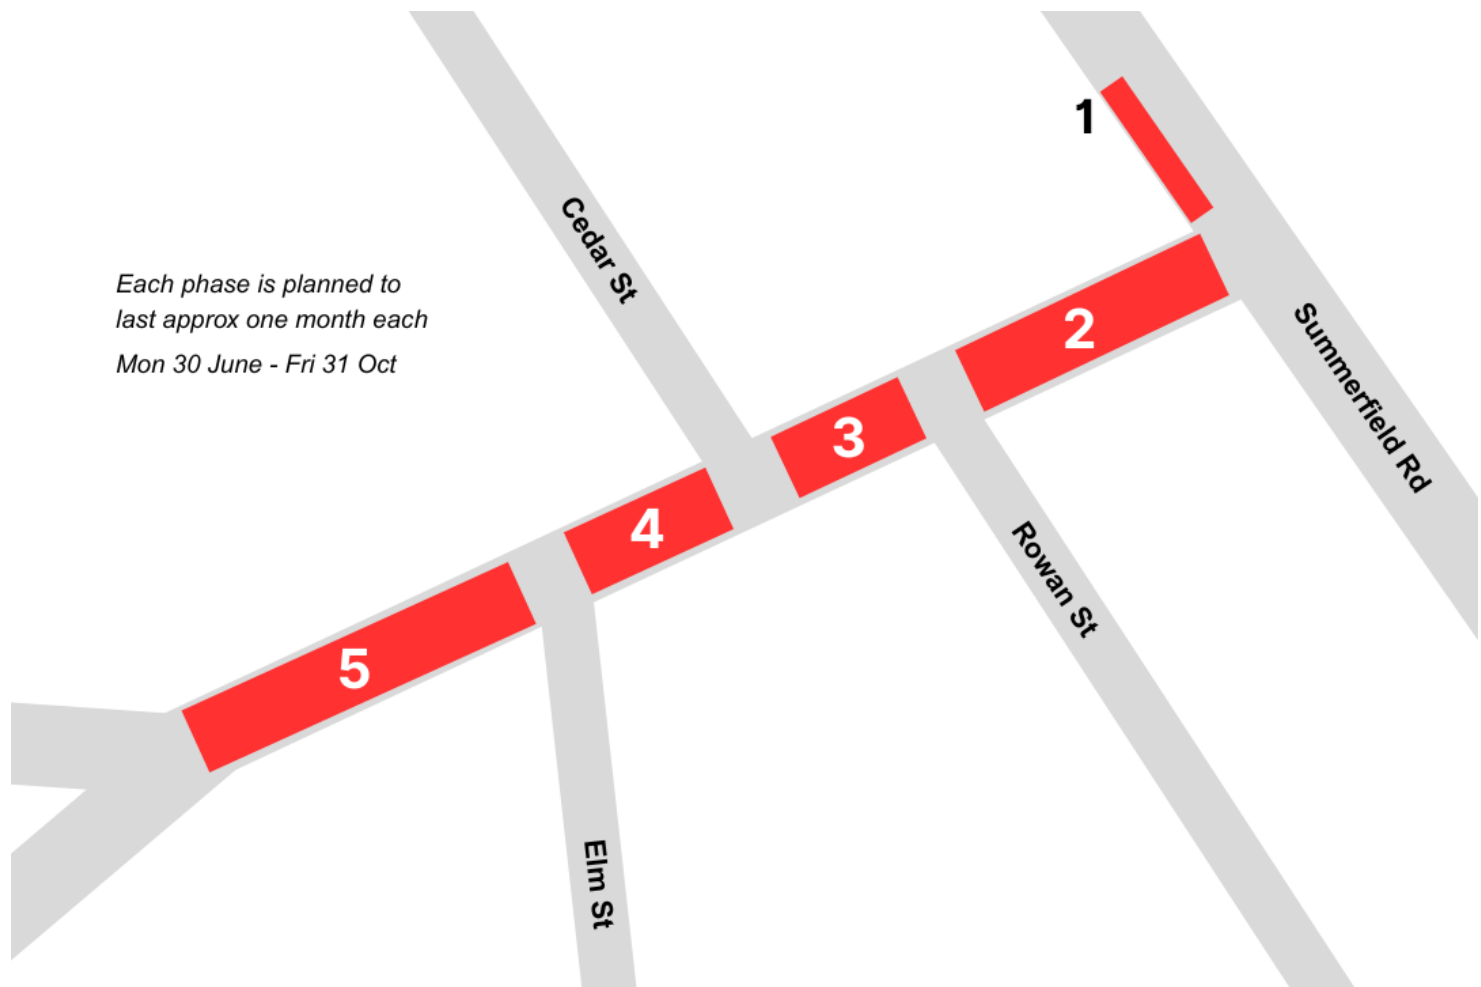 1
Cedar St
Each phase is planned to
last approx one month each
Mon 30 June - Fri 31 Oct
2
Summerfield Rd
3
4
Rowan St
5
Elm St